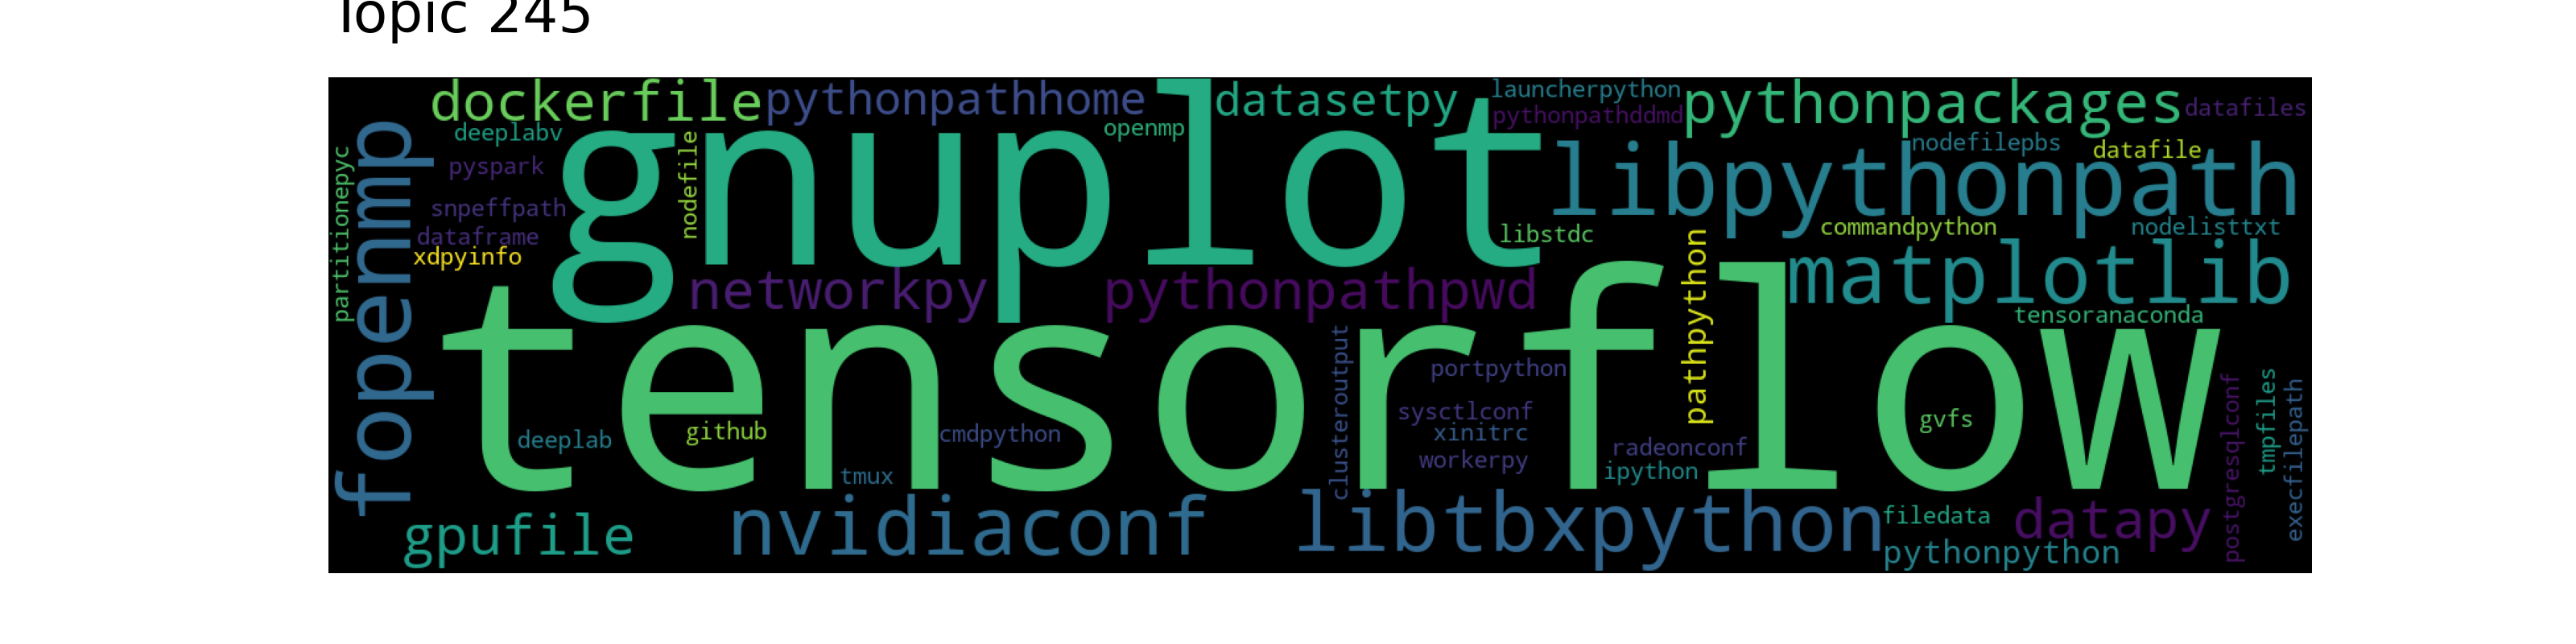 Topic 245
dockerfile pythonpathhome datasetpy launcherpython pythonpackages datafiles
pythonpathddmd
deeplabv openmp nodefilepbs datafile
pyspark nodefile gnuplot libpythonpath
snpeffpath libstdc commandpython nodelisttxt
dataframe
xdpyinfo
partitionepyc fopenmp networkpy pythonpathpwd pathpython matplotlib
tensoranaconda
tensorflow
clusteroutput portpython
sysctlconf gvfs
deeplab github cmdpython xinitrc
workerpy radeonconf
tmux ipython postgresqlconf tmpfiles execfilepath
gpufile nvidiaconf libtbxpython filedata datapy
pythonpython